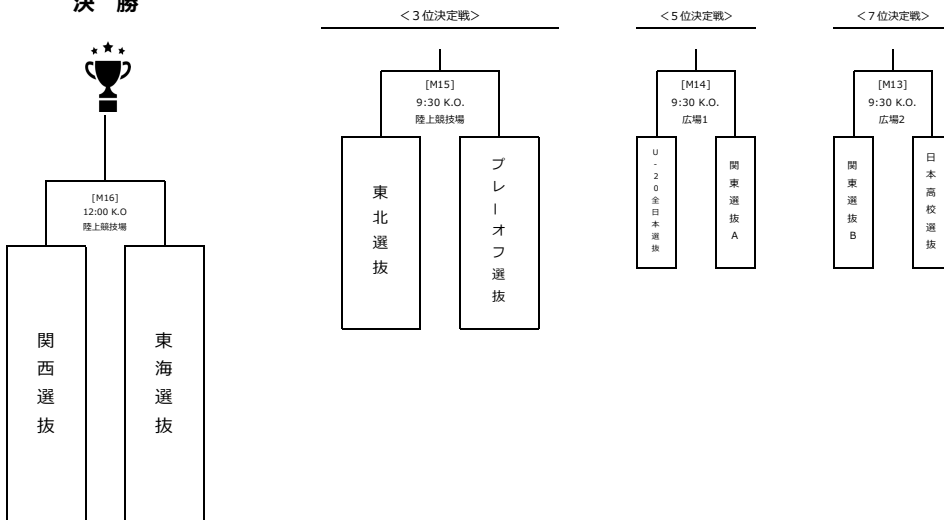 決 勝
[M16]
12:00 K.O
陸上競技場
関西選抜
東海選抜
＜３位決定戦＞
[M15]
9:30 K.O.
陸上競技場
東北選抜
プレーオフ選抜
＜５位決定戦＞
[M14]
9:30 K.O.
広場1
U-20全日本選抜
関東選抜A
＜７位決定戦＞
[M13]
9:30 K.O.
広場2
関東選抜B
日本高校選抜